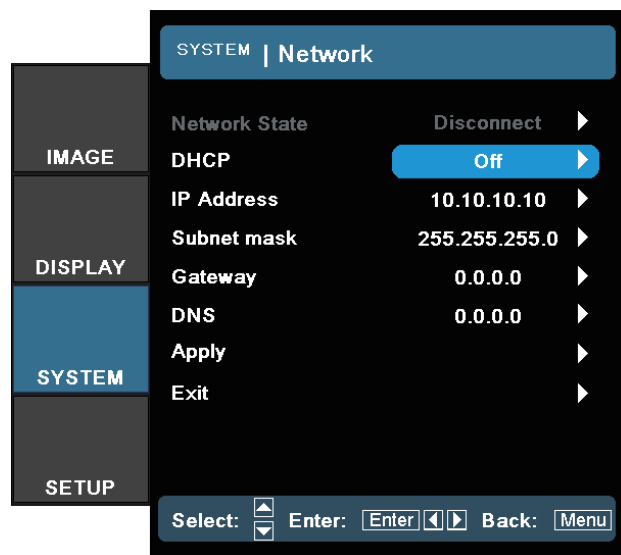 SYSTEM | Network
IMAGE
DISPLAY
SYSTEM
SETUP
Network State Disconnect
DHCP Off
IP Address 10.10.10.10
Subnet mask 255.255.255.0
Gateway 0.0.0.0
DNS 0.0.0.0
Apply
Exit
Select: Enter: Enter Back: Menu